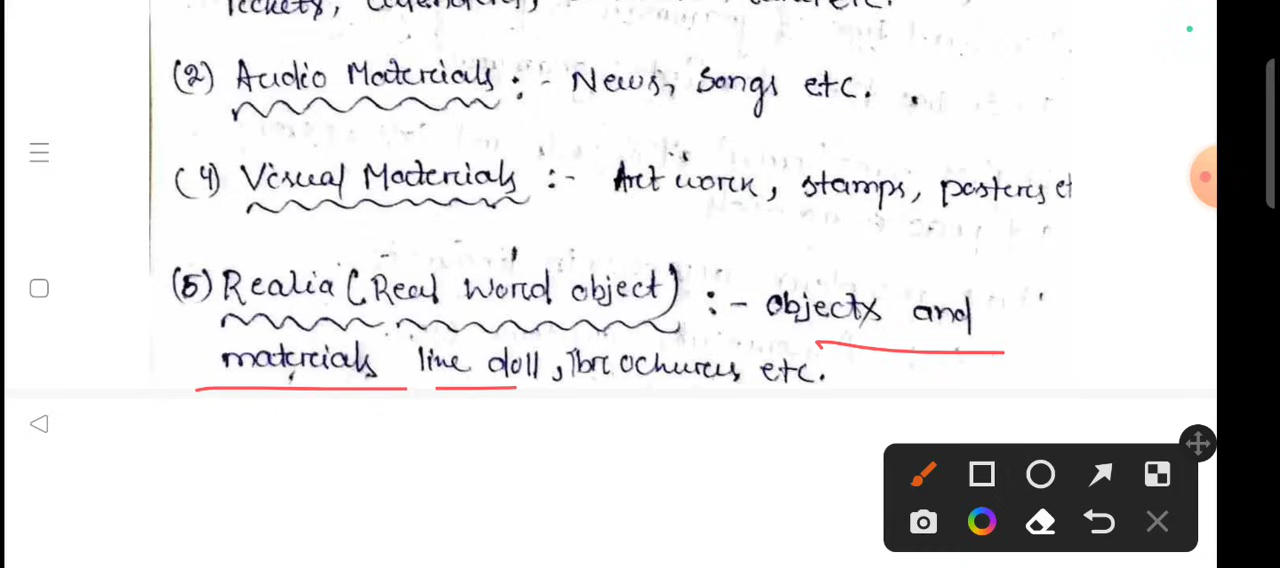 (2) Audio Materials :- News, Songs etc.
(4) Visual Materials :- Art work, stamps, posters et
(5) Realia (Real World object) :- objects and
materials like doll, brochures etc.